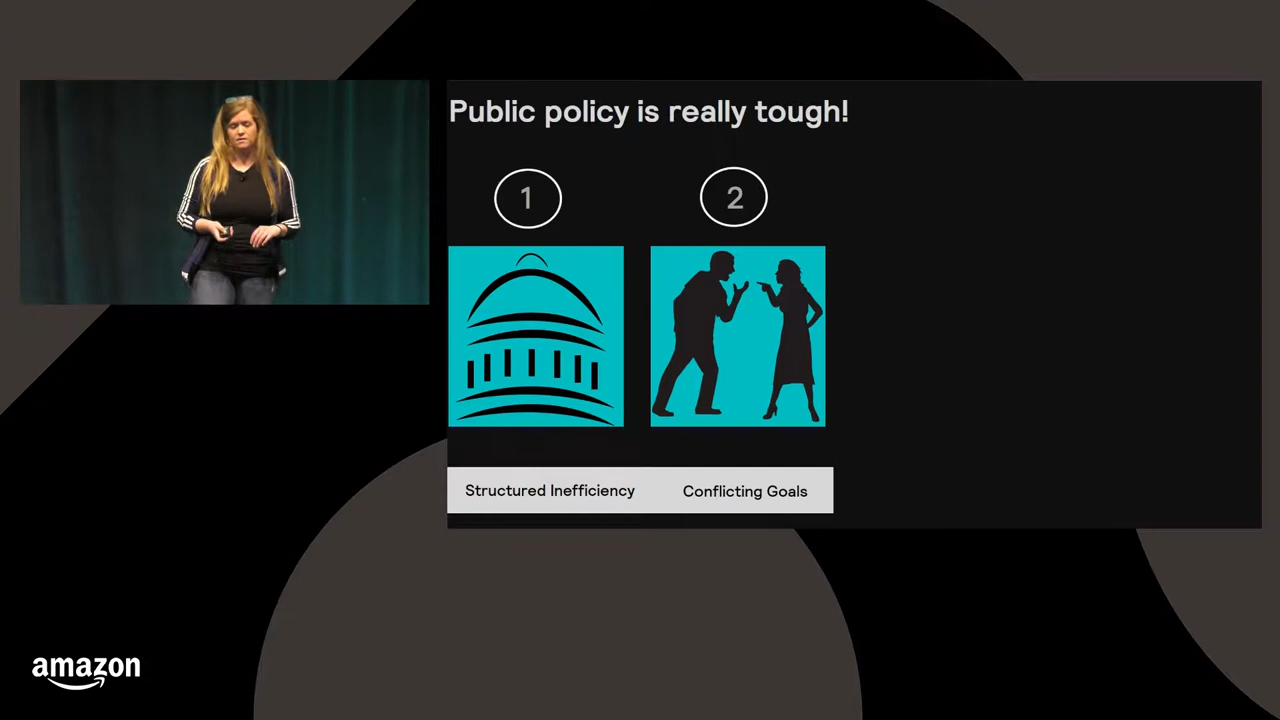 Public policy is really tough!
1
2
Structured Inefficiency
Conflicting Goals
amazon